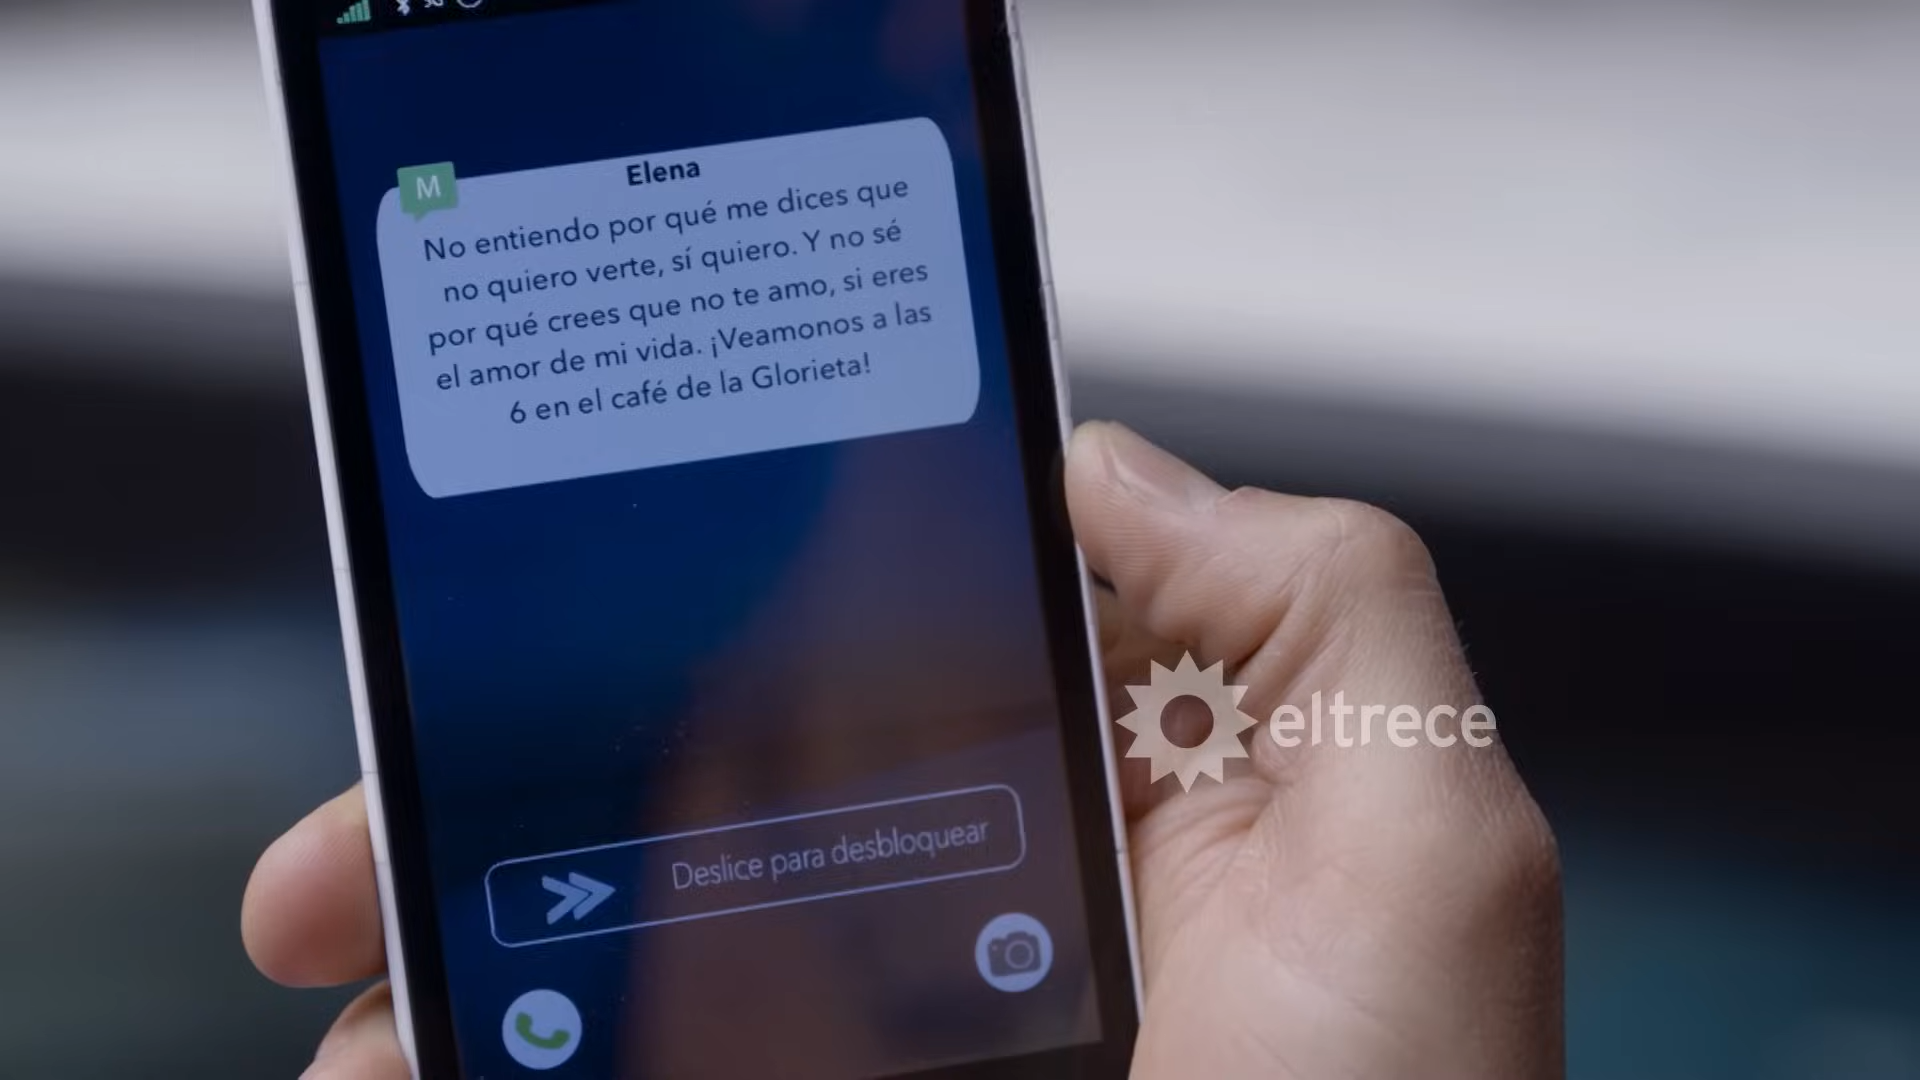 Elena
M
No entiendo por qué me dices que
no quiero verte, sí quiero. Y no sé
por qué crees que no te amo, si eres
el amor de mi vida. ¡Veamonos a las
6 en el café de la Glorieta!
eltrece
Deslice para desbloquear